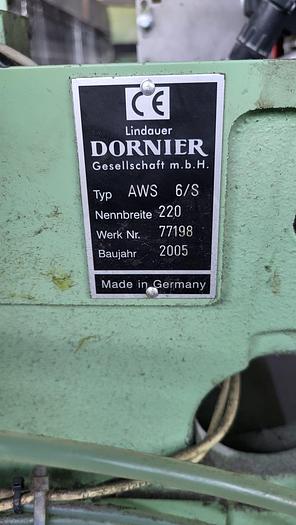 CE
Lindauer
DORNIER
Gesellschaft m.b.H.
Typ AWS 6/S
Nennbreite 220
Werk Nr. 77198
Baujahr 2005
Made in Germany